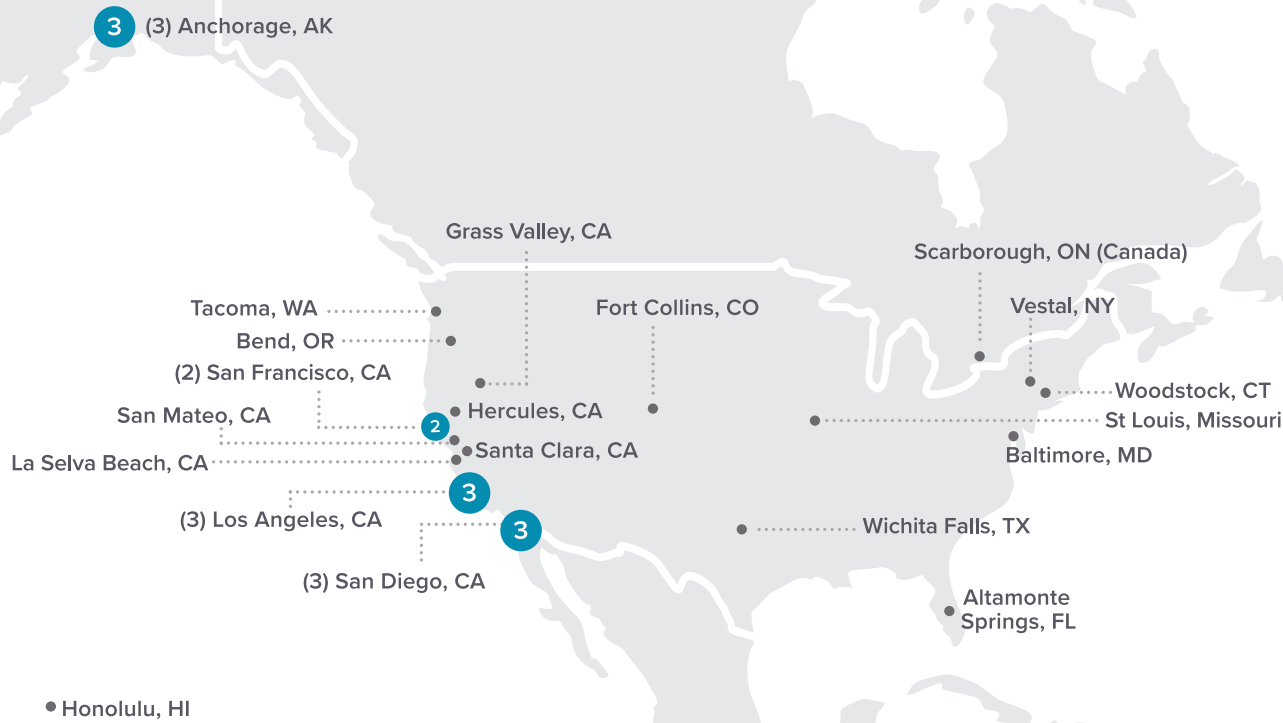 3 (3) Anchorage, AK
Grass Valley, CA
Scarborough, ON (Canada)
Tacoma, WA
Fort Collins, CO
Vestal, NY
Bend, OR
(2) San Francisco, CA
Woodstock, CT
San Mateo, CA
Hercules, CA
St Louis, Missouri
2
Santa Clara, CA
Baltimore, MD
La Selva Beach, CA
3
(3) Los Angeles, CA
3
Wichita Falls, TX
(3) San Diego, CA
Altamonte
Springs, FL
Honolulu, HI